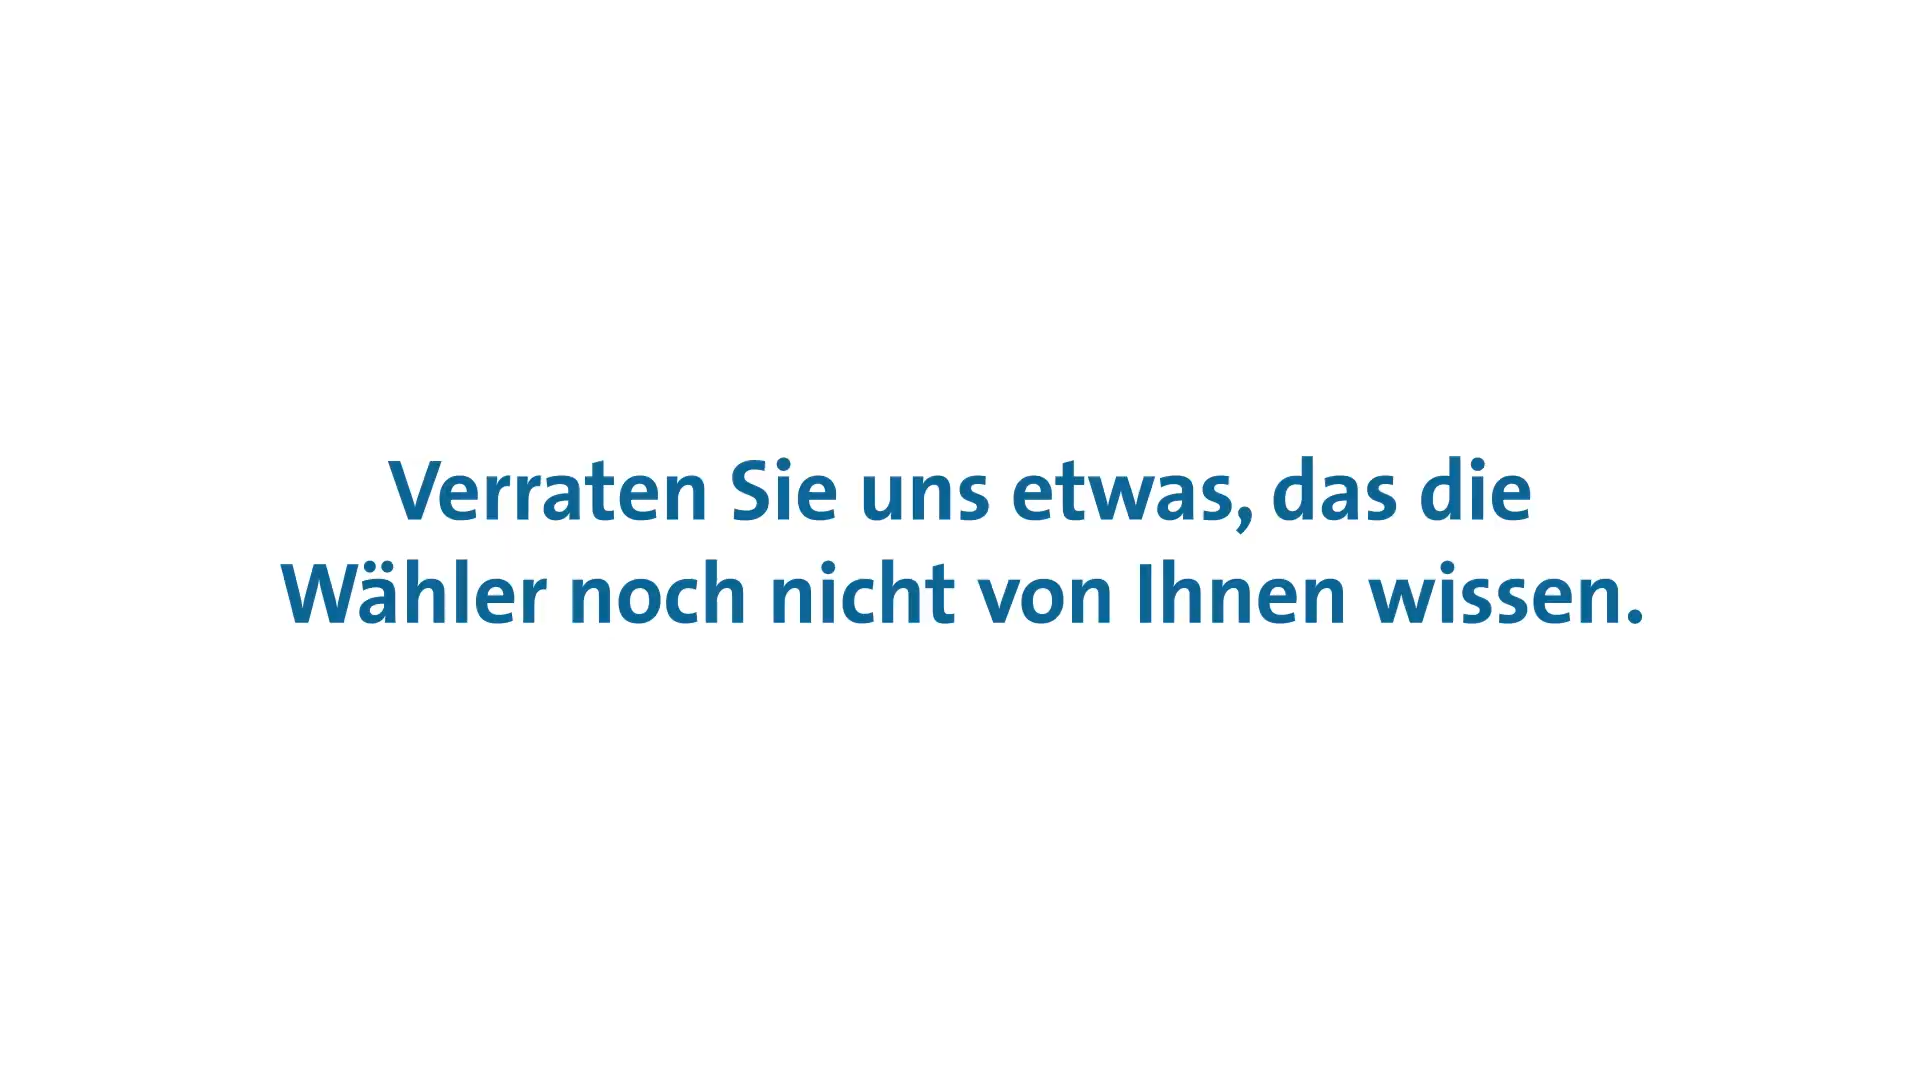 Verraten Sie uns etwas, das die
Wähler noch nicht von Ihnen wissen.